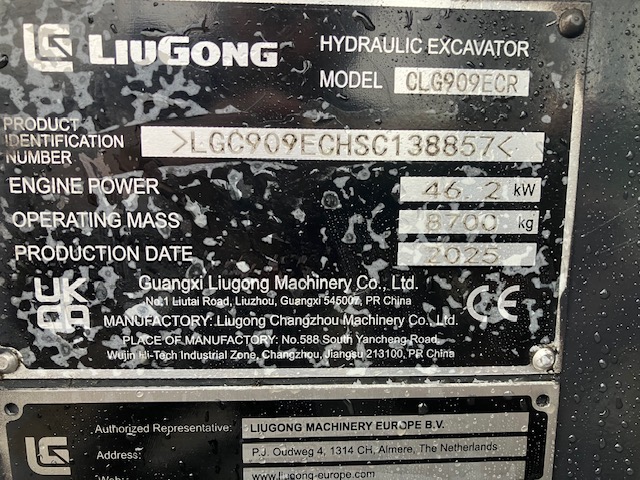 LG LIUGONG
HYDRAULIC EXCAVATOR
MODEL CLG909ECR
PRODUCT
IDENTIFICATION
NUMBER
>LGC909ECHSC138857<
ENGINE POWER 46.2 kW
OPERATING MASS 8700 kg
PRODUCTION DATE 2025
UK
CA
Guangxi Liugong Machinery Co., Ltd.
No.1 Liutai Road, Liuzhou, Guangxi 545007, PR China
MANUFACTORY: Liugong Changzhou Machinery Co., Ltd.
PLACE OF MANUFACTORY: No.588 South Yancheng Road,
Wujin Hi-Tech Industrial Zone, Changzhou, Jiangsu 213100, PR China
CE
LG
Authorized Representative: LIUGONG MACHINERY EUROPE B.V.
Address: P.J. Oudweg 4, 1314 CH, Almere, The Netherlands
Web: www.liugong-europe.com